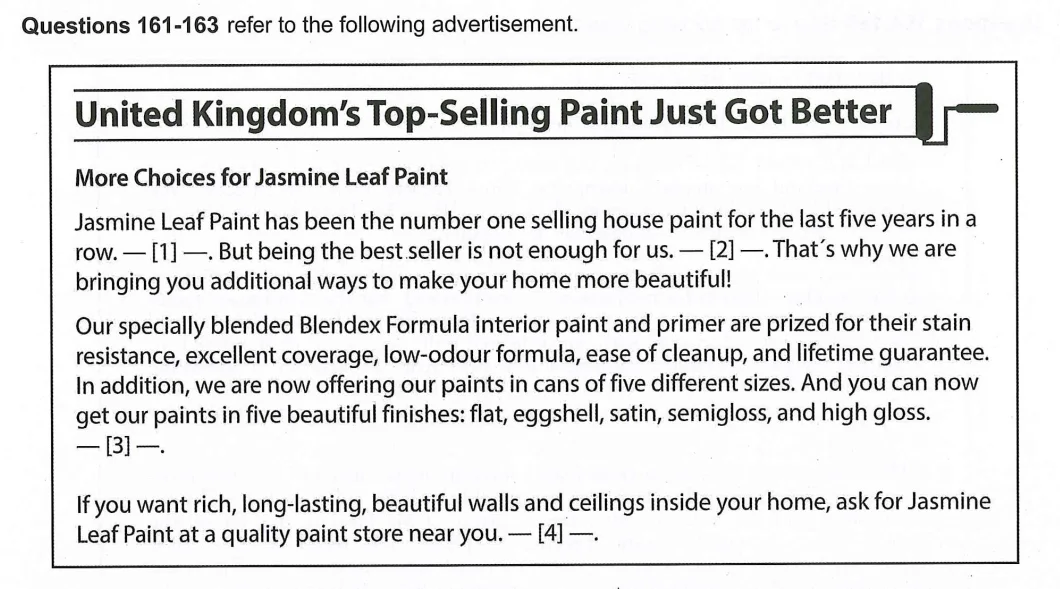 Questions 161-163 refer to the following advertisement.
United Kingdom's Top-Selling Paint Just Got Better
More Choices for Jasmine Leaf Paint
Jasmine Leaf Paint has been the number one selling house paint for the last five years in a
row. — [1] —. But being the best seller is not enough for us. — [2] —. That´s why we are
bringing you additional ways to make your home more beautiful!
Our specially blended Blendex Formula interior paint and primer are prized for their stain
resistance, excellent coverage, low-odour formula, ease of cleanup, and lifetime guarantee.
In addition, we are now offering our paints in cans of five different sizes. And you can now
get our paints in five beautiful finishes: flat, eggshell, satin, semigloss, and high gloss.
— [3] —.
If you want rich, long-lasting, beautiful walls and ceilings inside your home, ask for Jasmine
Leaf Paint at a quality paint store near you. — [4] —.